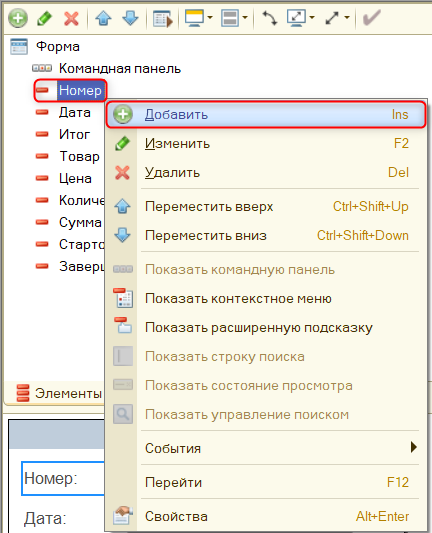 Форма
Командная панель
Номер
Дата
Итог
Товар
Цена
Количе
Сумма
Старто
Заверш
Добавить Ins
Изменить F2
Удалить Del
Переместить вверх Ctrl+Shift+Up
Переместить вниз Ctrl+Shift+Down
Показать командную панель
Показать контекстное меню
Показать расширенную подсказку
Показать строку поиска
Показать состояние просмотра
Показать управление поиском
События
Перейти F12
Свойства Alt+Enter
Элементы
Номер:
Дата: